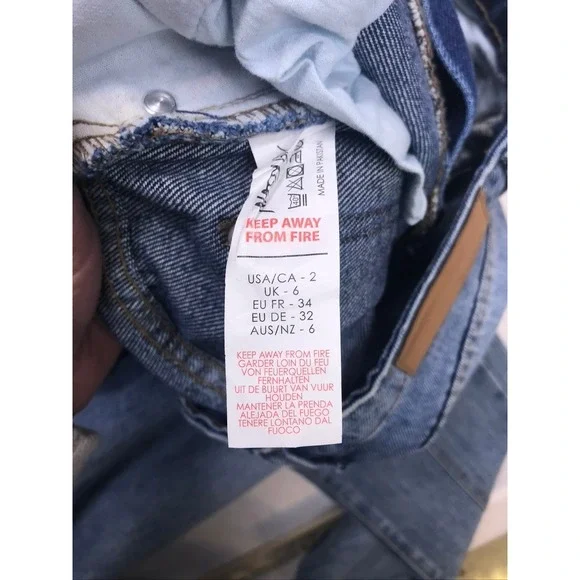 MADE IN PAKISTAN
KEEP AWAY
FROM FIRE
USA/CA - 2
UK - 6
EU FR - 34
EU DE - 32
AUS/NZ - 6
KEEP AWAY FROM FIRE
GARDER LOIN DU FEU
VON FEUERQUELLEN
FERNHALTEN
UIT DE BUURT VAN VUUR
HOUDEN
MANTENER LA PRENDA
ALEJADA DEL FUEGO
TENERE LONTANO DAL
FUOCO